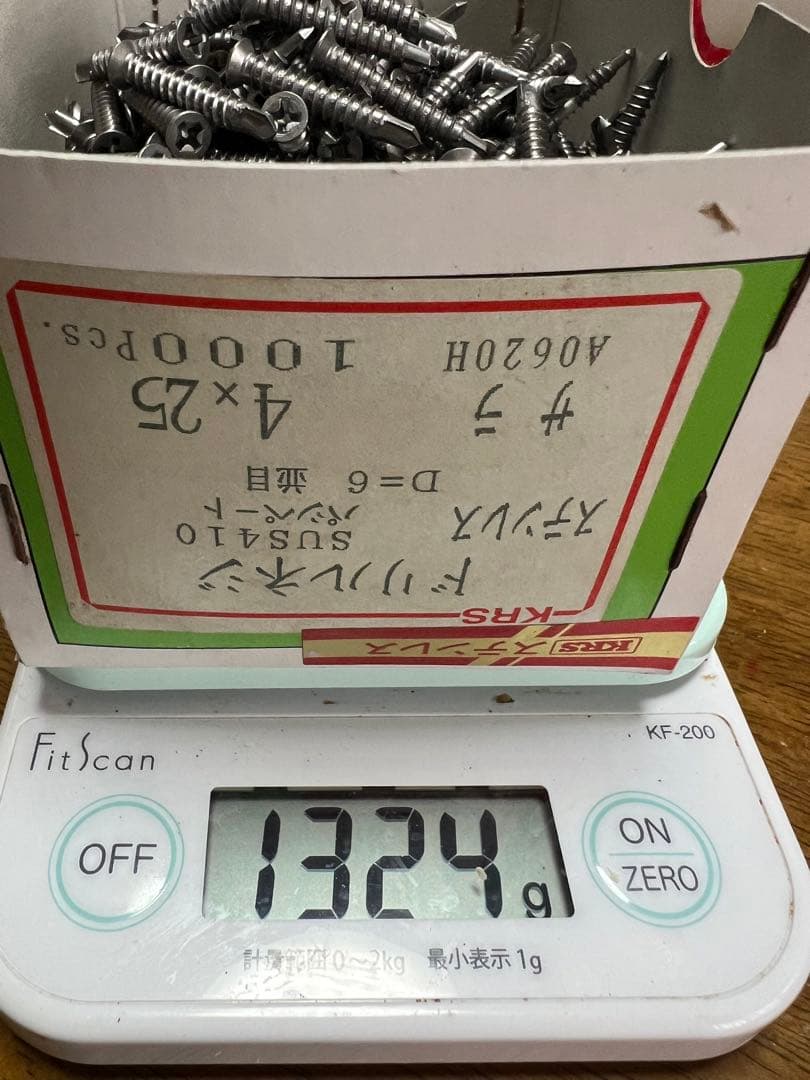 KRS
ドリルネジ
ステンレス SUS410
パシペート
D=6 並目
サラ 4×25
A0620H 1000Pcs.
KRS ステンレス
FitScan
KF-200
OFF
1324g
ON
ZERO
計量範囲0~2kg 最小表示1g